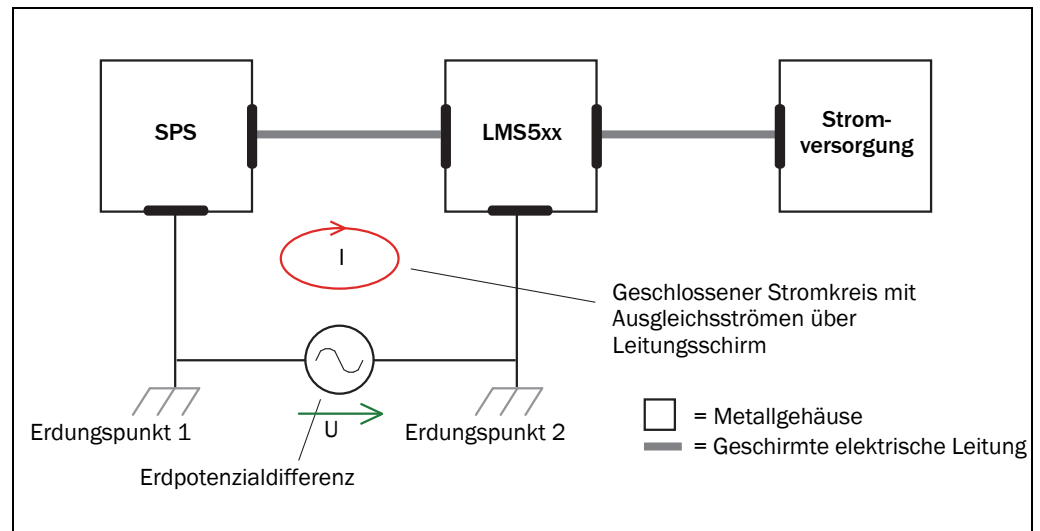 SPS
LMS5xx
Strom-
versorgung
I
Geschlossener Stromkreis mit
Ausgleichsströmen über
Leitungsschirm
U
Erdungspunkt 1
Erdungspunkt 2
Erdpotenzialdifferenz
= Metallgehäuse
= Geschirmte elektrische Leitung